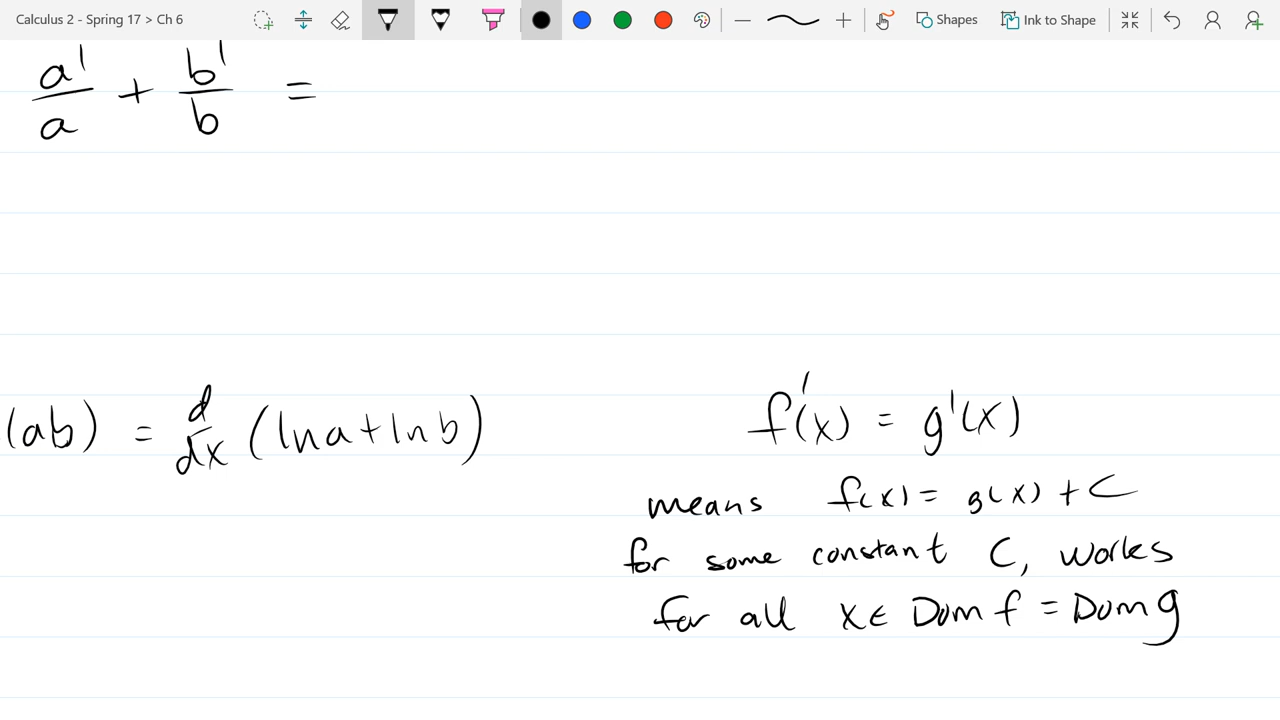 Calculus 2 - Spring 17 > Ch 6
Shapes
Ink to Shape
a'/a + b'/b =
(ab) = d/dx (ln a + ln b)
f'(x) = g'(x)
means f(x) = g(x) + C
for some constant C, works
for all x ∈ Dom f = Dom g